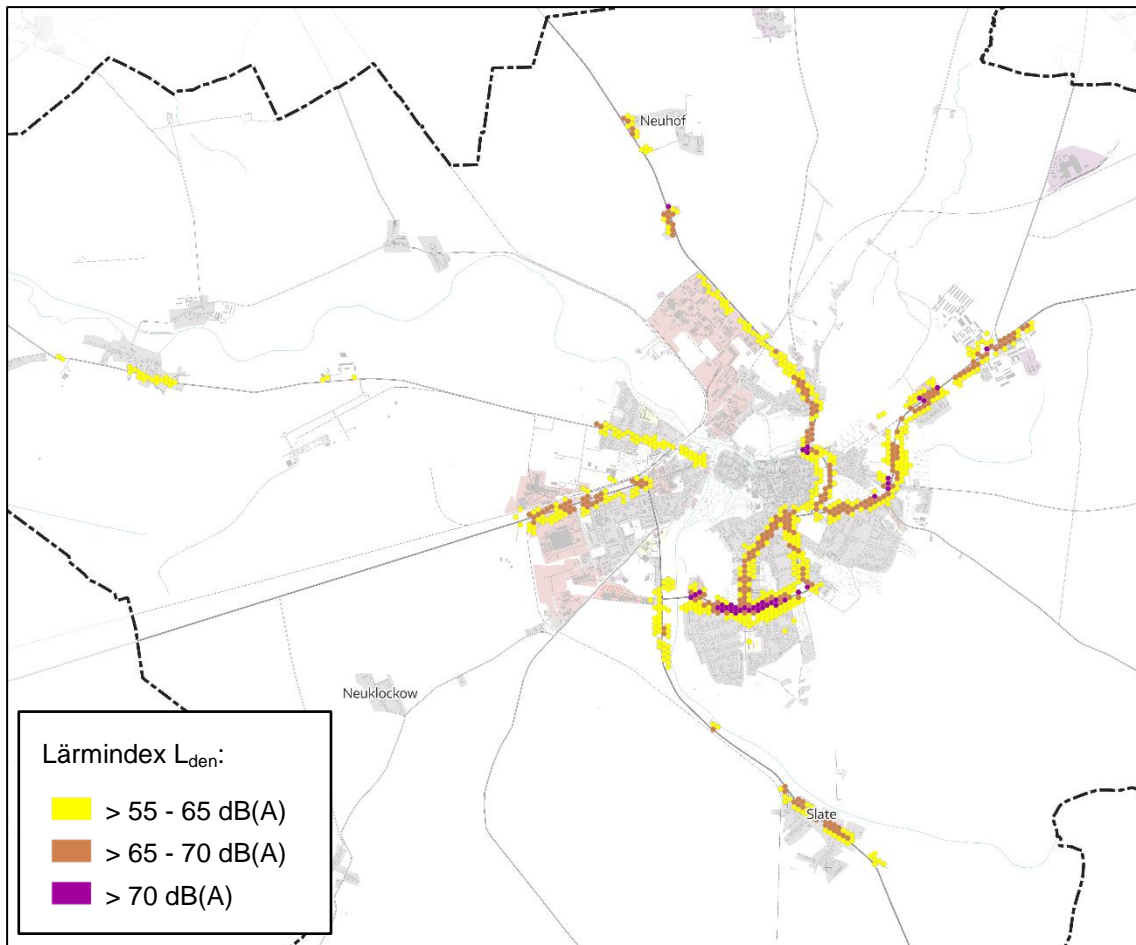 Neuhof
Neuklockow
Slate
Lärmindex Lden:
> 55 - 65 dB(A)
> 65 - 70 dB(A)
> 70 dB(A)